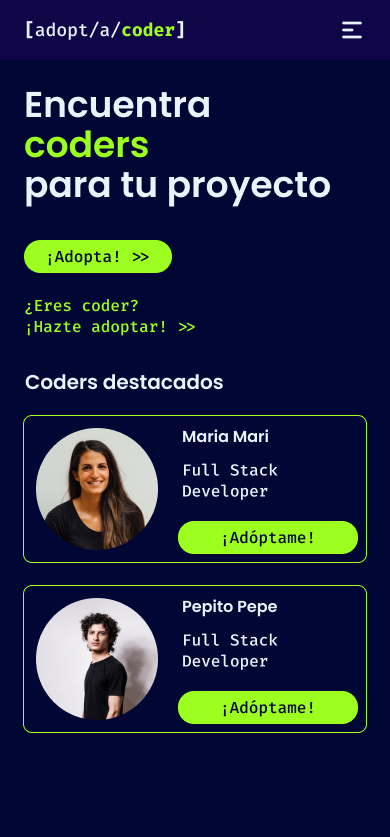 [adopt/a/coder]
Encuentra
coders
para tu proyecto
¡Adopta! >>
¿Eres coder?
¡Hazte adoptar! >>
Coders destacados
Maria Mari
Full Stack
Developer
¡Adóptame!
Pepito Pepe
Full Stack
Developer
¡Adóptame!